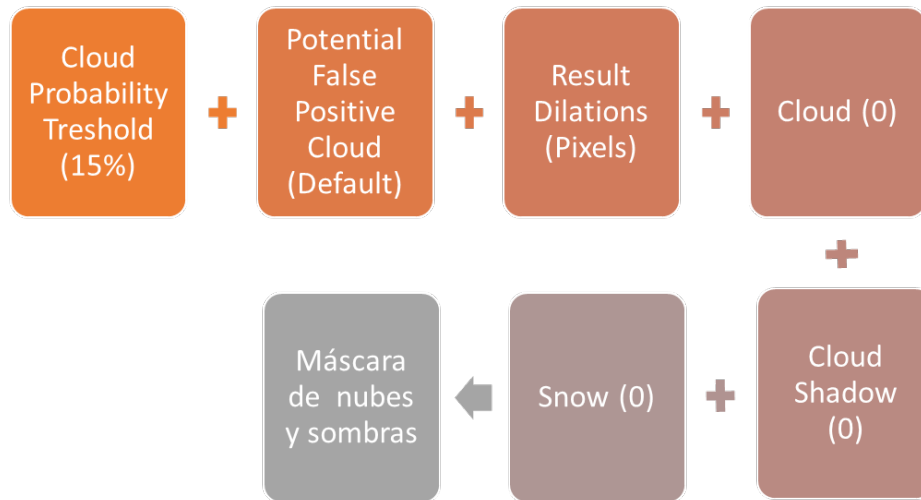 Cloud
Probability
Treshold
(15%)
Potential
False
Positive
Cloud
(Default)
Result
Dilations
(Pixels)
Cloud (0)
Cloud
Shadow
(0)
Snow (0)
Máscara
de nubes
y sombras